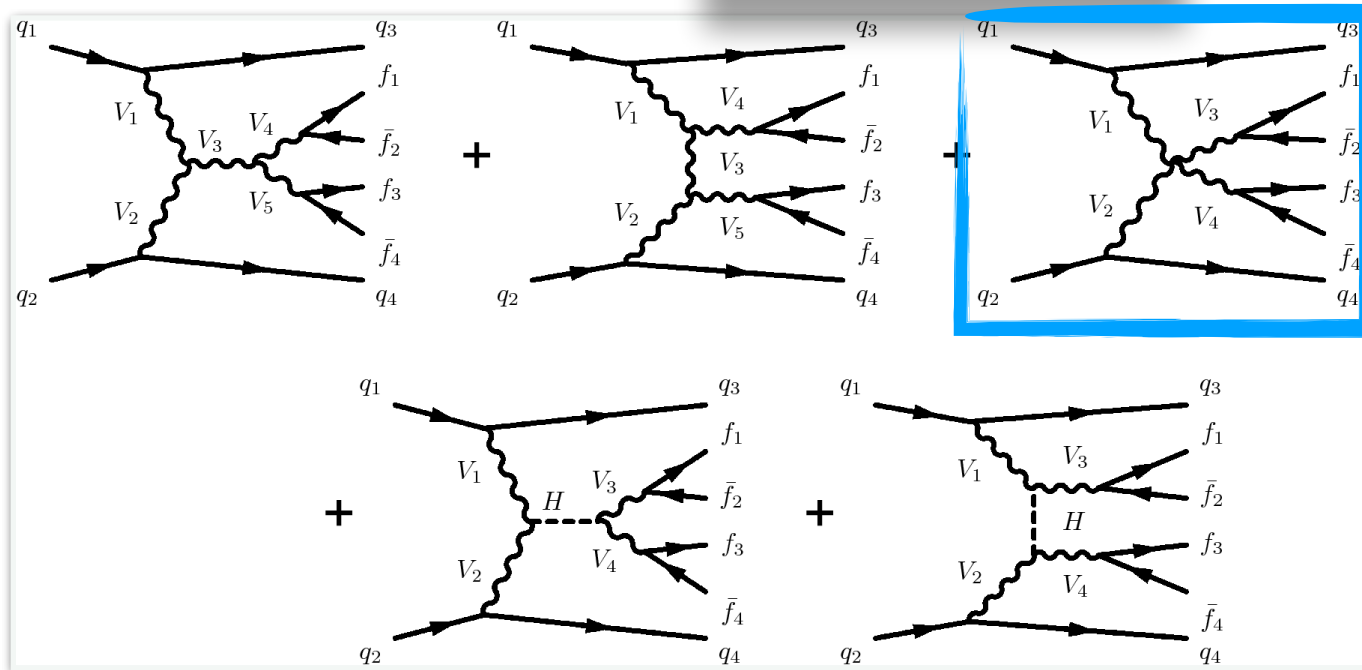 q₁ q₃ q₁ q₃ q₁ q₃
f₁ f₁ f₁
V₁ V₄ V₁ V₄ V₁ V₃
V₃ f̄₂ + V₃ f̄₂ + f̄₂
f₃ f₃ f₃
V₂ V₅ V₂ V₅ V₂ V₄
f̄₄ f̄₄ f̄₄
q₂ q₄ q₂ q₄ q₂ q₄
q₁ q₃ q₁ q₃
f₁ f₁
V₁ V₃ V₁ V₃
+ H f̄₂ + H f̄₂
f₃ f₃
V₂ V₄ V₂ V₄
f̄₄ f̄₄
q₂ q₄ q₂ q₄